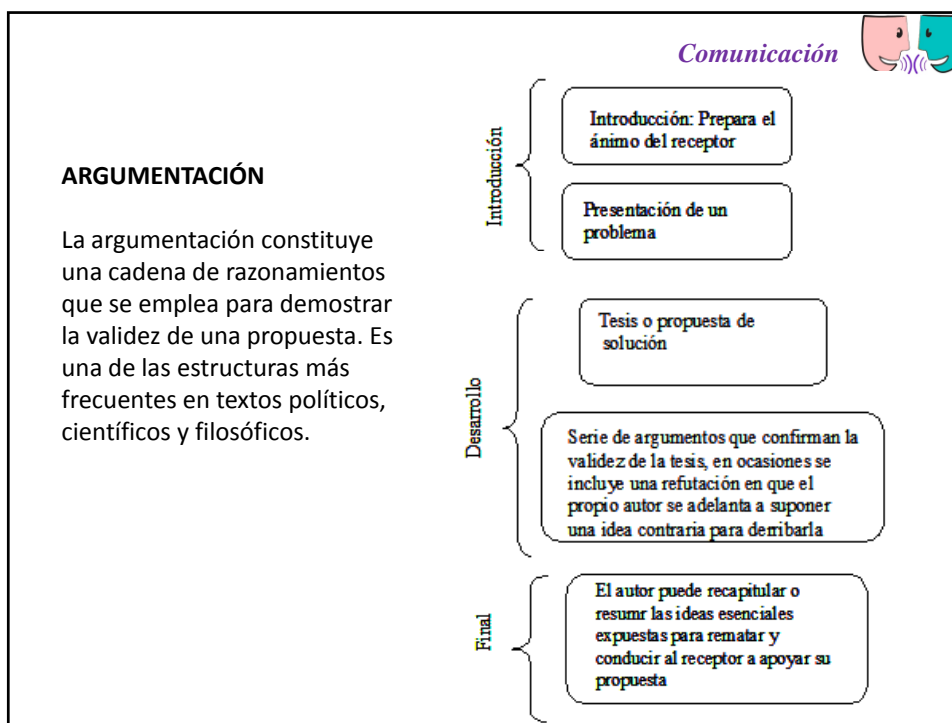 Comunicación
ARGUMENTACIÓN
La argumentación constituye
una cadena de razonamientos
que se emplea para demostrar
la validez de una propuesta. Es
una de las estructuras más
frecuentes en textos políticos,
científicos y filosóficos.
Introducción
Introducción: Prepara el
ánimo del receptor
Presentación de un
problema
Desarrollo
Tesis o propuesta de
solución
Serie de argumentos que confirman la
validez de la tesis, en ocasiones se
incluye una refutación en que el
propio autor se adelanta a suponer
una idea contraria para derribarla
Final
El autor puede recapitular o
resumr las ideas esenciales
expuestas para rematar y
conducir al receptor a apoyar su
propuesta